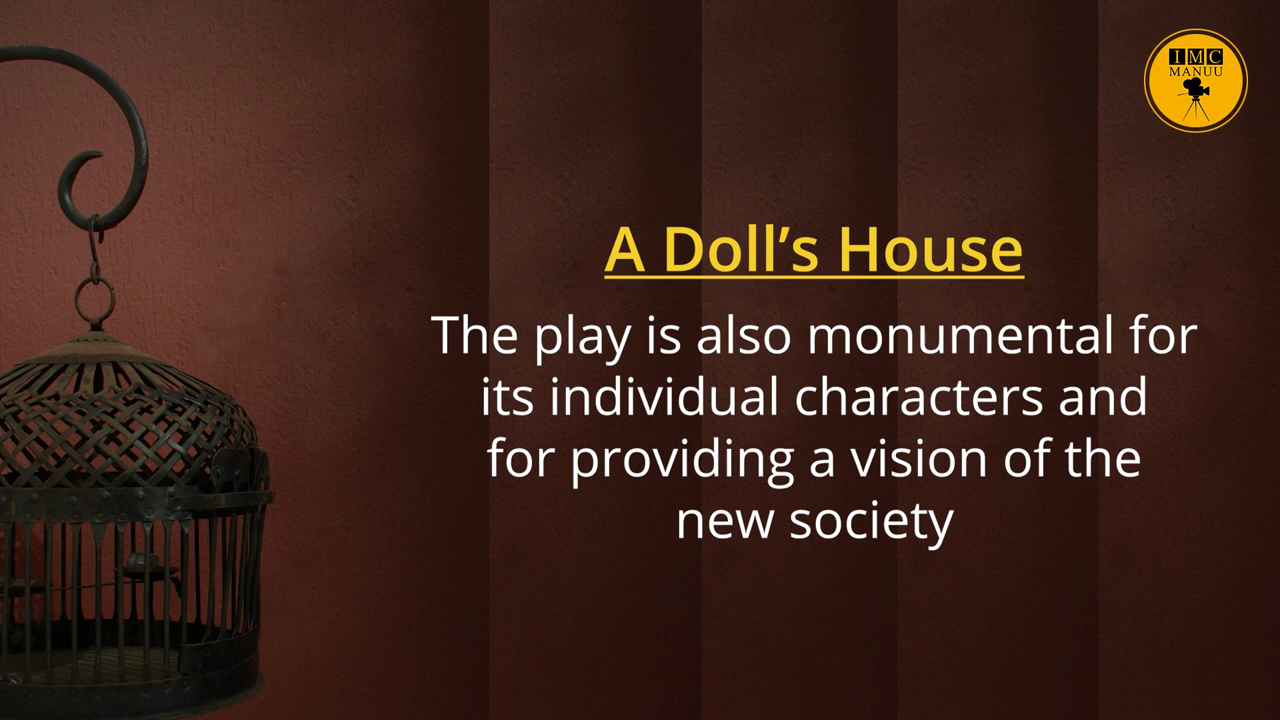 IMC
MANUU
A Doll’s House
The play is also monumental for
its individual characters and
for providing a vision of the
new society